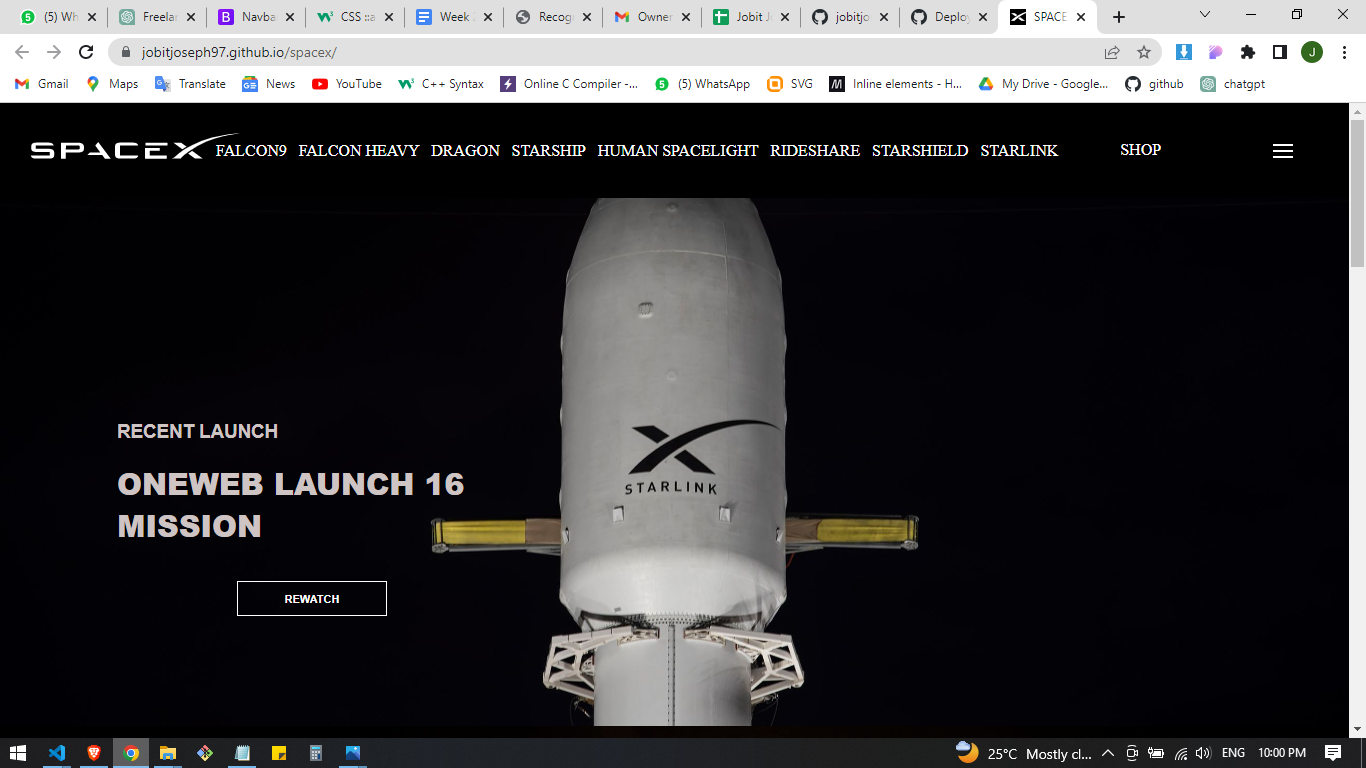 (5) Wh
Freelan
Navba
CSS ::a
Week
Recog
Owner
Jobit J
jobitjo
Deploy
SPACE
jobitjoseph97.github.io/spacex/
J
Gmail
Maps
Translate
News
YouTube
C++ Syntax
Online C Compiler -...
(5) WhatsApp
SVG
Inline elements - H...
My Drive - Google...
github
chatgpt
SPACEX FALCON9 FALCON HEAVY DRAGON STARSHIP HUMAN SPACELIGHT RIDESHARE STARSHIELD STARLINK SHOP
STARLINK
RECENT LAUNCH
ONEWEB LAUNCH 16
MISSION
REWATCH
25°C Mostly cl... ENG 10:00 PM